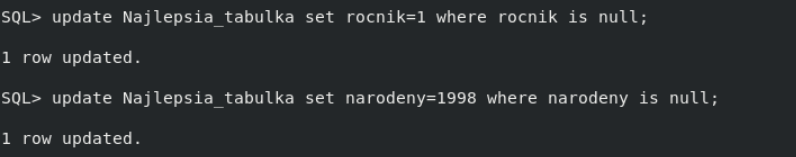 SQL> update Najlepsia_tabulka set rocnik=1 where rocnik is null;
1 row updated.
SQL> update Najlepsia_tabulka set narodeny=1998 where narodeny is null;
1 row updated.